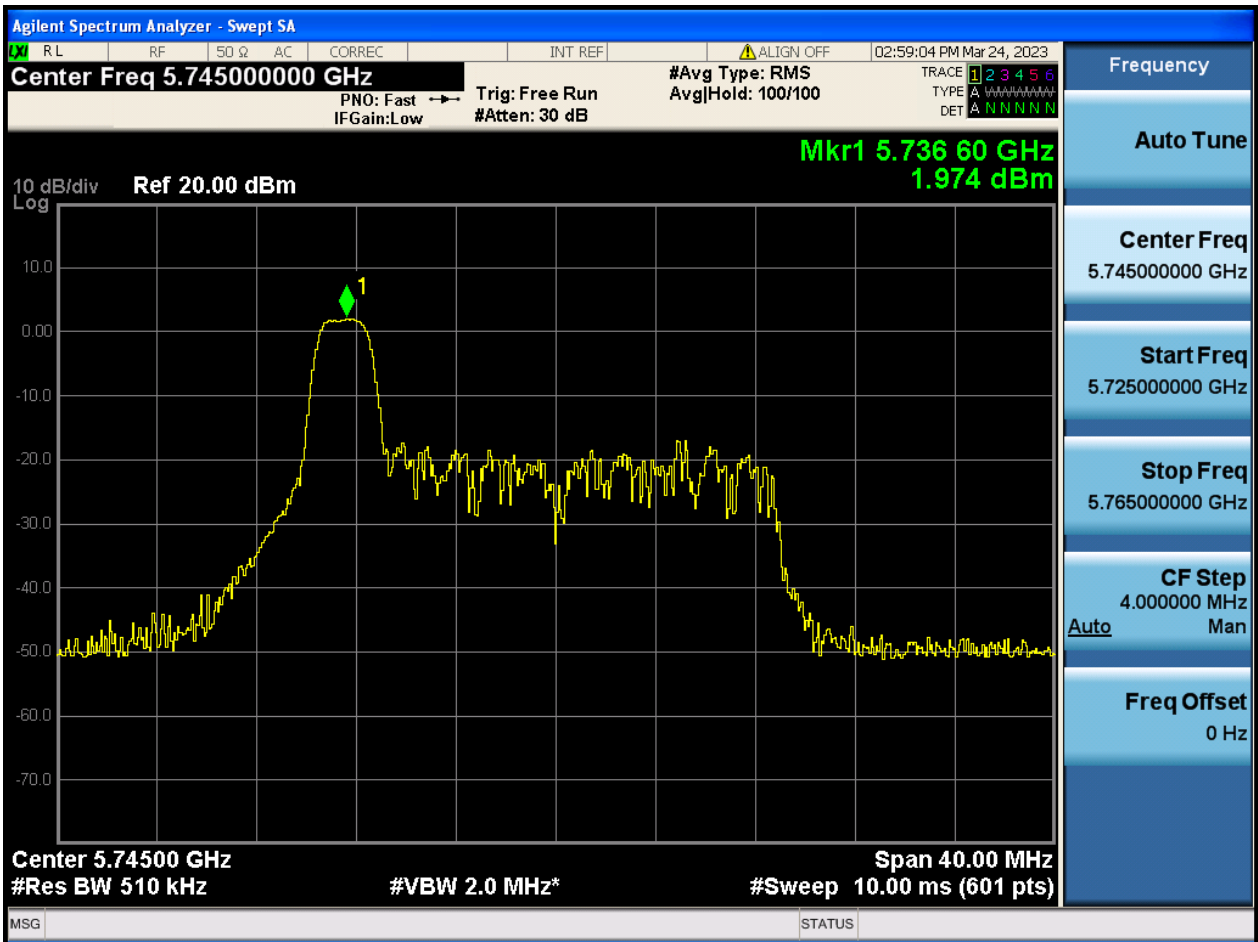 Agilent Spectrum Analyzer - Swept SA
LXI RL RF 50 Ω AC CORREC INT REF ALIGN OFF 02:59:04 PM Mar 24, 2023
Center Freq 5.745000000 GHz
PNO: Fast
IFGain:Low
Trig: Free Run
#Atten: 30 dB
#Avg Type: RMS
Avg|Hold: 100/100
TRACE 1 2 3 4 5 6
TYPE A WWWWW
DET A N N N N N
Mkr1 5.736 60 GHz
1.974 dBm
10 dB/div Ref 20.00 dBm
Log
1
10.0
0.00
-10.0
-20.0
-30.0
-40.0
-50.0
-60.0
-70.0
Center 5.74500 GHz Span 40.00 MHz
#Res BW 510 kHz #VBW 2.0 MHz* #Sweep 10.00 ms (601 pts)
MSG STATUS
Frequency
Auto Tune
Center Freq
5.745000000 GHz
Start Freq
5.725000000 GHz
Stop Freq
5.765000000 GHz
CF Step
4.000000 MHz
Auto Man
Freq Offset
0 Hz